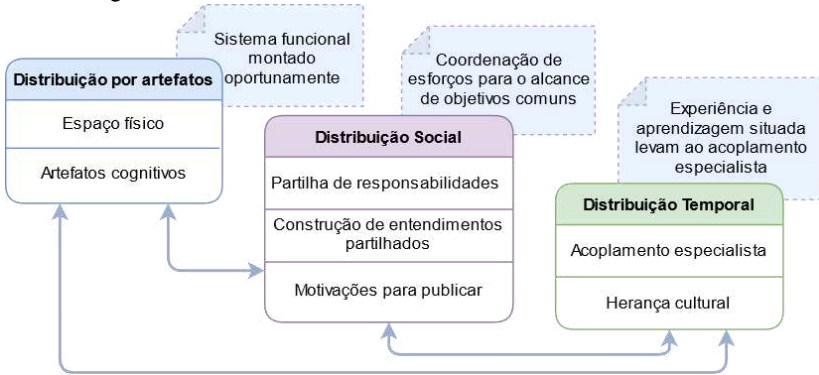 Sistema funcional
montado
oportunamente
Distribuição por artefatos
Espaço físico
Artefatos cognitivos
Coordenação de
esforços para o alcance
de objetivos comuns
Distribuição Social
Partilha de responsabilidades
Construção de entendimentos
partilhados
Motivações para publicar
Experiência e
aprendizagem situada
levam ao acoplamento
especialista
Distribuição Temporal
Acoplamento especialista
Herança cultural